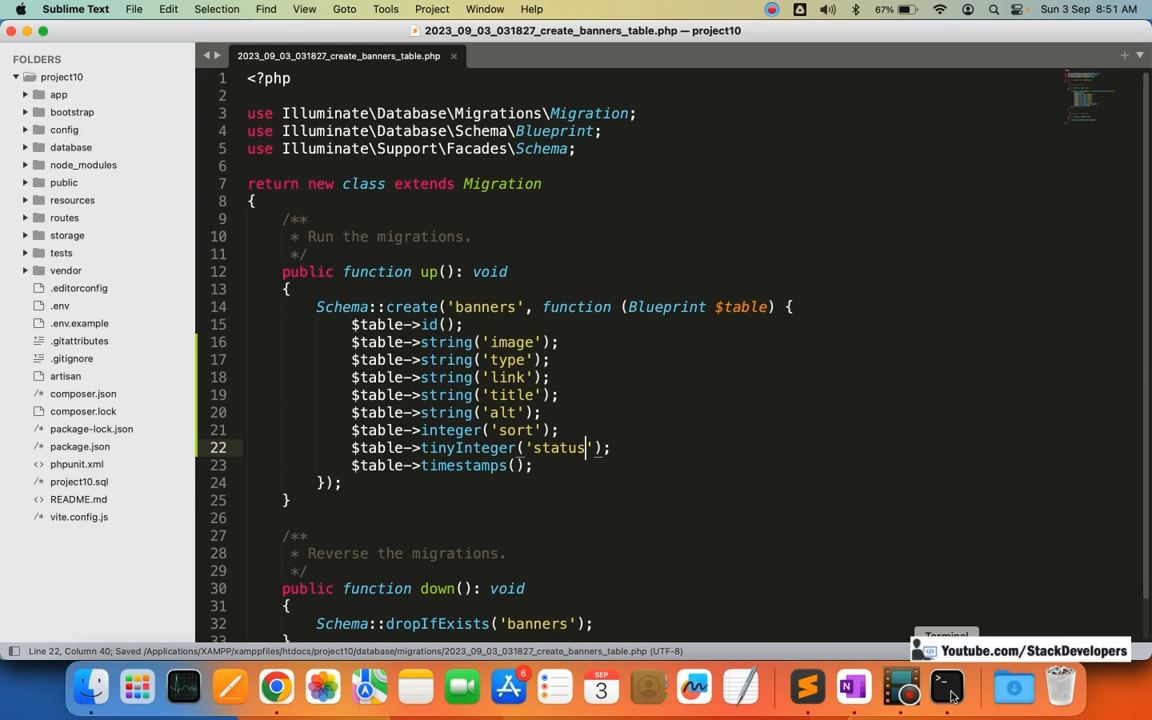 Sublime Text File Edit Selection Find View Goto Tools Project Window Help 67% Sun 3 Sep 8:51 AM
2023_09_03_031827_create_banners_table.php — project10
FOLDERS
project10
app
bootstrap
config
database
node_modules
public
resources
routes
storage
tests
vendor
.editorconfig
.env
.env.example
.gitattributes
.gitignore
artisan
composer.json
composer.lock
package-lock.json
package.json
phpunit.xml
project10.sql
README.md
vite.config.js
2023_09_03_031827_create_banners_table.php
1 <?php
2
3 use Illuminate\Database\Migrations\Migration;
4 use Illuminate\Database\Schema\Blueprint;
5 use Illuminate\Support\Facades\Schema;
6
7 return new class extends Migration
8 {
9 /**
10 * Run the migrations.
11 */
12 public function up(): void
13 {
14 Schema::create('banners', function (Blueprint $table) {
15 $table->id();
16 $table->string('image');
17 $table->string('type');
18 $table->string('link');
19 $table->string('title');
20 $table->string('alt');
21 $table->integer('sort');
22 $table->tinyInteger('status');
23 $table->timestamps();
24 });
25 }
26
27 /**
28 * Reverse the migrations.
29 */
30 public function down(): void
31 {
32 Schema::dropIfExists('banners');
33 }
Line 22, Column 40; Saved /Applications/XAMPP/xamppfiles/htdocs/project10/database/migrations/2023_09_03_031827_create_banners_table.php (UTF-8)
Terminal
Youtube.com/StackDevelopers
SEP
3
6